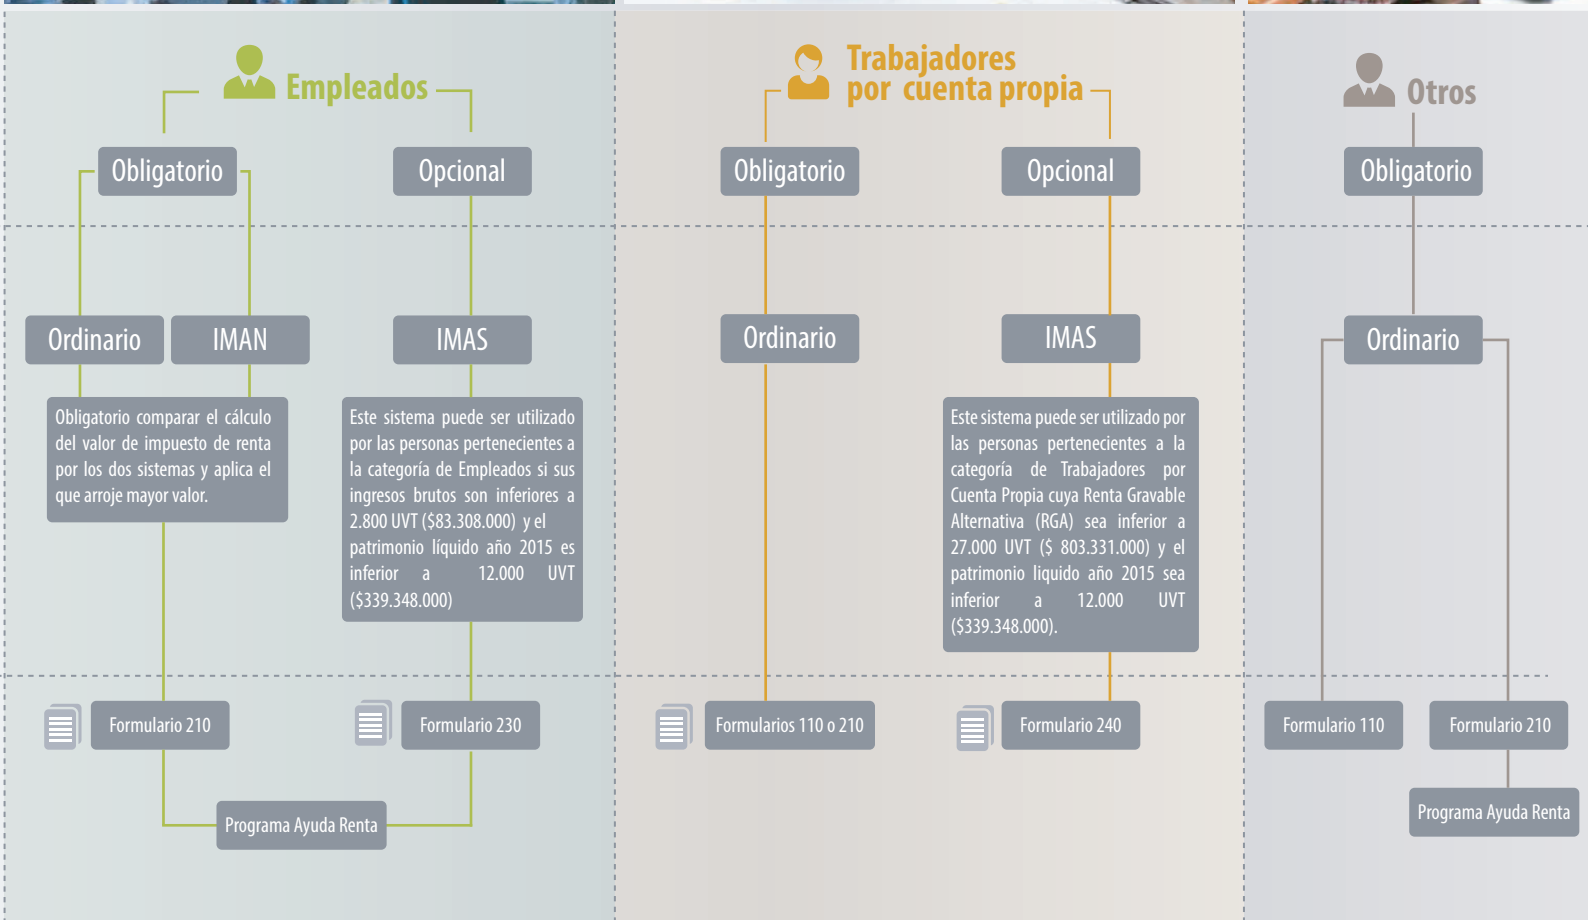 Empleados
Obligatorio
Opcional
Ordinario
IMAN
IMAS
Obligatorio comparar el cálculo
del valor de impuesto de renta
por los dos sistemas y aplica el
que arroje mayor valor.
Este sistema puede ser utilizado
por las personas pertenecientes a
la categoría de Empleados si sus
ingresos brutos son inferiores a
2.800 UVT ($83.308.000) y el
patrimonio líquido año 2015 es
inferior a 12.000 UVT
($339.348.000)
Formulario 210
Formulario 230
Programa Ayuda Renta
Trabajadores
por cuenta propia
Obligatorio
Opcional
Ordinario
IMAS
Este sistema puede ser utilizado por
las personas pertenecientes a la
categoría de Trabajadores por
Cuenta Propia cuya Renta Gravable
Alternativa (RGA) sea inferior a
27.000 UVT ($ 803.331.000) y el
patrimonio liquido año 2015 sea
inferior a 12.000 UVT
($339.348.000).
Formularios 110 o 210
Formulario 240
Otros
Obligatorio
Ordinario
Formulario 110
Formulario 210
Programa Ayuda Renta